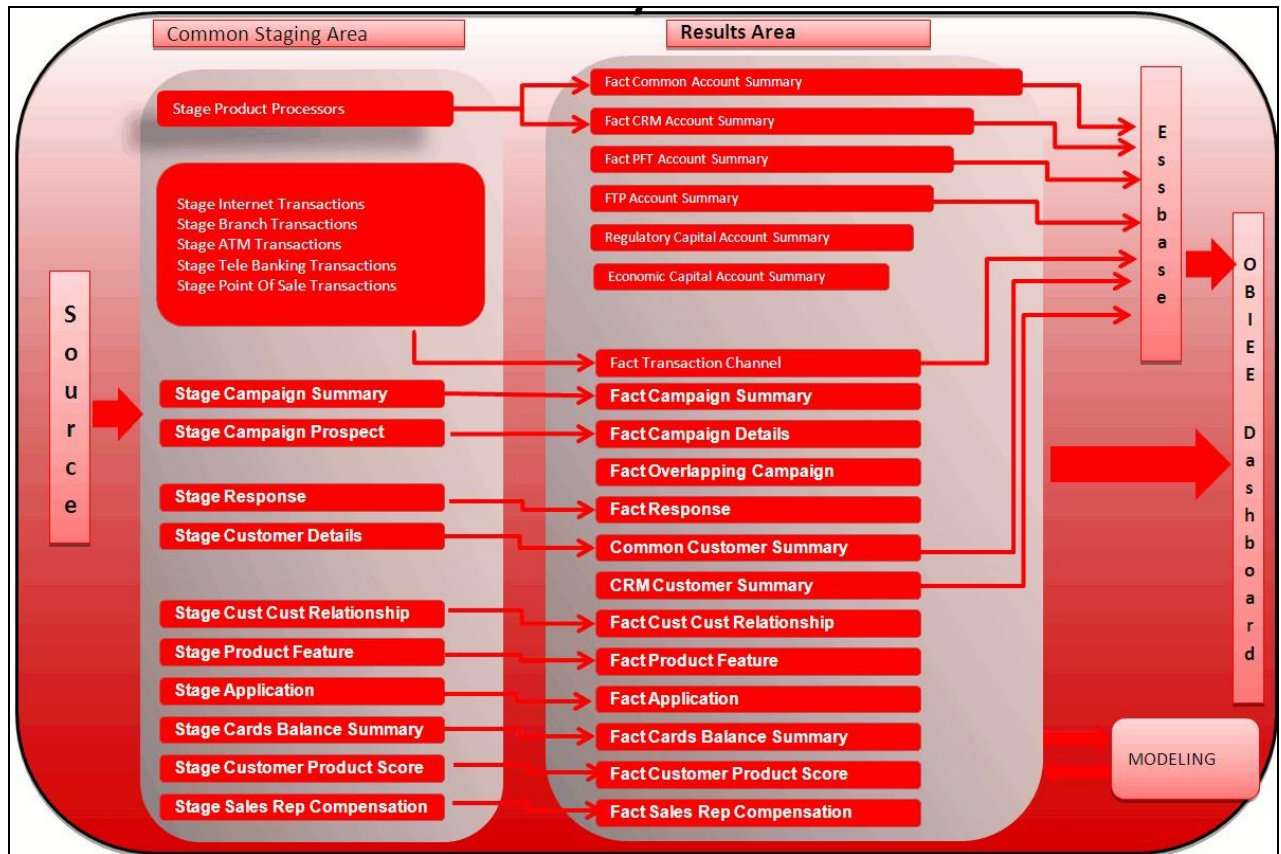 Common Staging Area
Results Area
Source
Stage Product Processors
Stage Internet Transactions
Stage Branch Transactions
Stage ATM Transactions
Stage Tele Banking Transactions
Stage Point Of Sale Transactions
Stage Campaign Summary
Stage Campaign Prospect
Stage Response
Stage Customer Details
Stage Cust Cust Relationship
Stage Product Feature
Stage Application
Stage Cards Balance Summary
Stage Customer Product Score
Stage Sales Rep Compensation
Fact Common Account Summary
Fact CRM Account Summary
Fact PFT Account Summary
FTP Account Summary
Regulatory Capital Account Summary
Economic Capital Account Summary
Fact Transaction Channel
Fact Campaign Summary
Fact Campaign Details
Fact Overlapping Campaign
Fact Response
Common Customer Summary
CRM Customer Summary
Fact Cust Cust Relationship
Fact Product Feature
Fact Application
Fact Cards Balance Summary
Fact Customer Product Score
Fact Sales Rep Compensation
Essbase
OBIEE Dashboard
MODELING